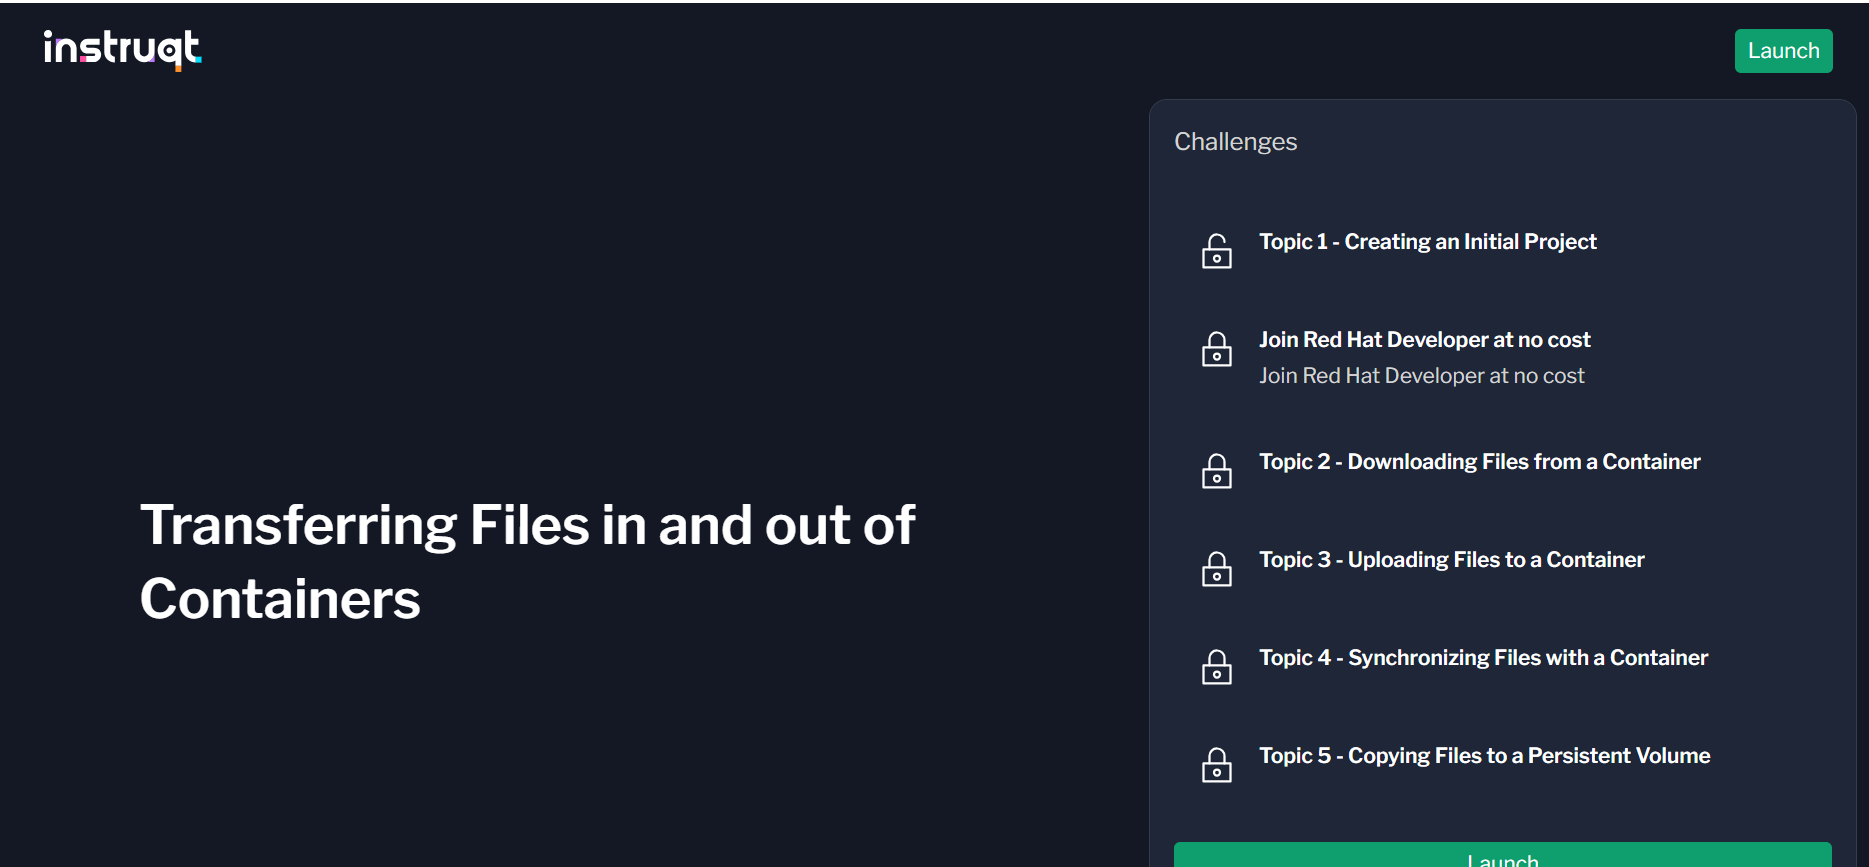 instruqt
Launch
Challenges
Topic 1 - Creating an Initial Project
Join Red Hat Developer at no cost
Join Red Hat Developer at no cost
Topic 2 - Downloading Files from a Container
Topic 3 - Uploading Files to a Container
Topic 4 - Synchronizing Files with a Container
Topic 5 - Copying Files to a Persistent Volume
Launch
Transferring Files in and out of
Containers